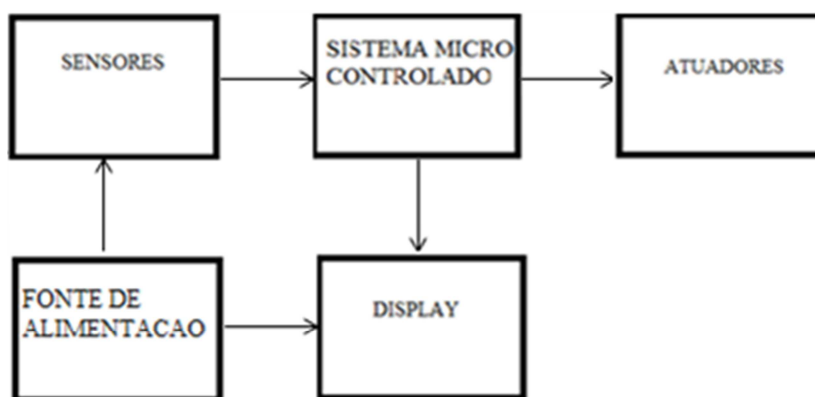 SENSORES
SISTEMA MICRO
CONTROLADO
ATUADORES
FONTE DE
ALIMENTACAO
DISPLAY